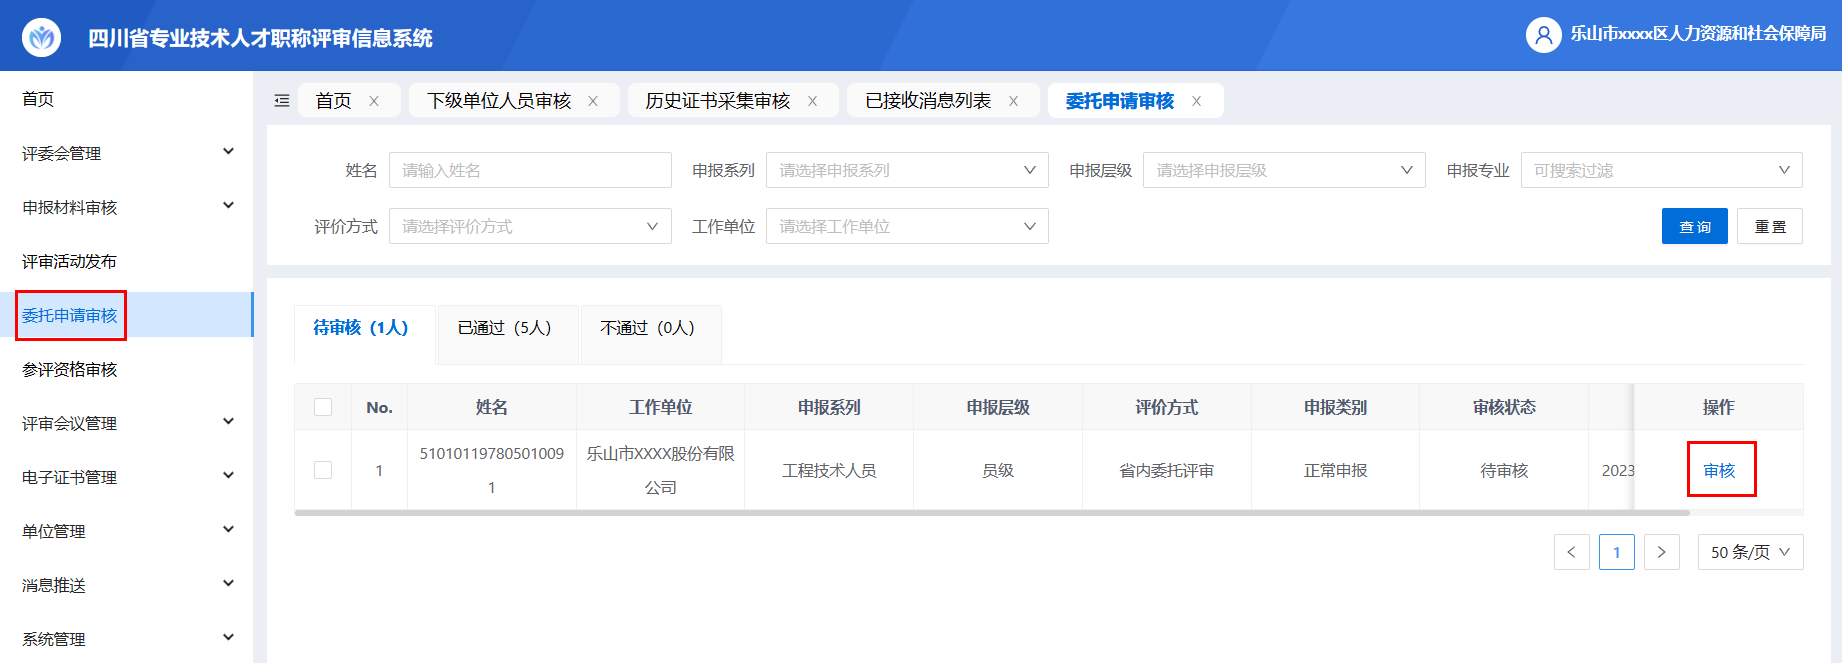 四川省专业技术人才职称评审信息系统
乐山市xxxx区人力资源和社会保障局
首页
评委会管理
申报材料审核
评审活动发布
委托申请审核
参评资格审核
评审会议管理
电子证书管理
单位管理
消息推送
系统管理
首页 x 下级单位人员审核 x 历史证书采集审核 x 已接收消息列表 x 委托申请审核 x
姓名 请输入姓名 申报系列 请选择申报系列 申报层级 请选择申报层级 申报专业 可搜索过滤
评价方式 请选择评价方式 工作单位 请选择工作单位 查询 重置
待审核（1人） 已通过（5人） 不通过（0人）
No. 姓名 工作单位 申报系列 申报层级 评价方式 申报类别 审核状态 操作
1 51010119780501009 乐山市XXXX股份有限 工程技术人员 员级 省内委托评审 正常申报 待审核 2023 审核
1 公司
< 1 > 50 条/页